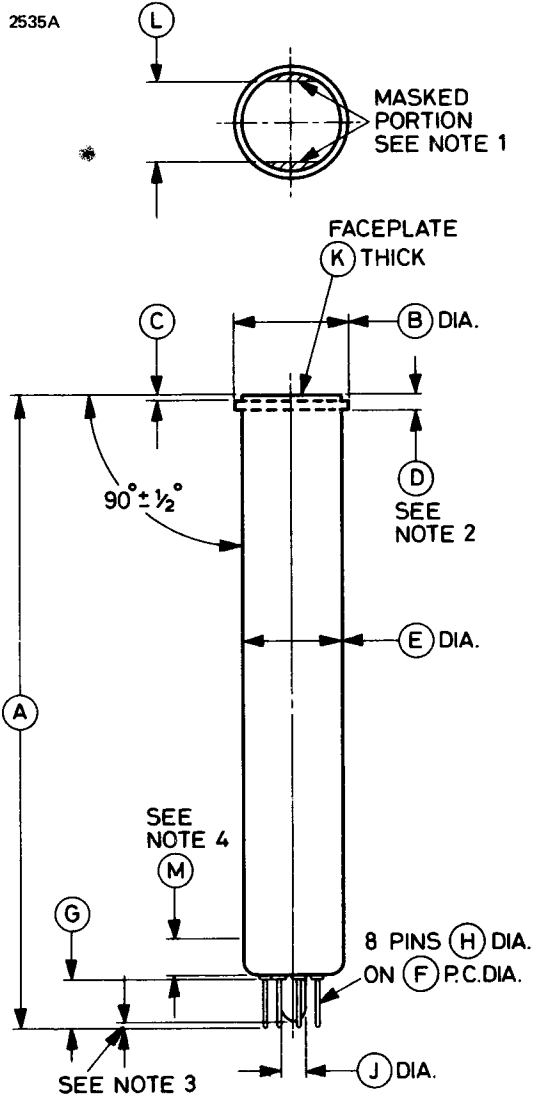 2535A
L
MASKED
PORTION
SEE NOTE 1
FACEPLATE
K THICK
C
B DIA.
D
SEE
NOTE 2
90°±½°
E DIA.
A
SEE
NOTE 4
M
G
8 PINS H DIA.
ON F P.C.DIA.
J DIA.
SEE NOTE 3